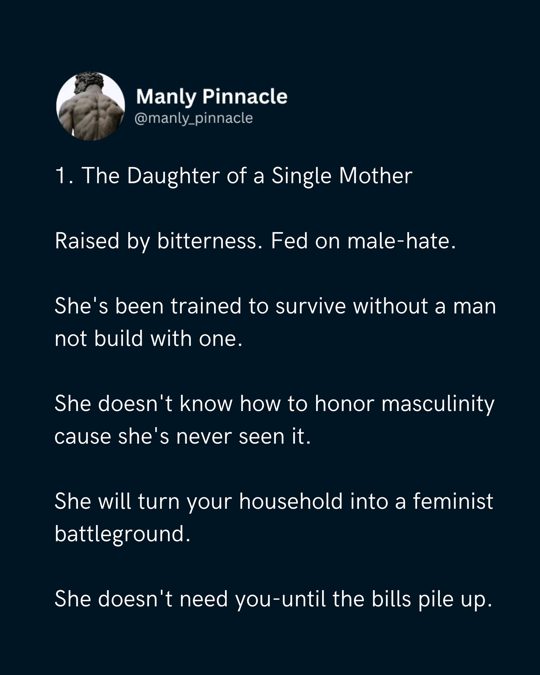 Manly Pinnacle
@manly_pinnacle
1. The Daughter of a Single Mother
Raised by bitterness. Fed on male-hate.
She's been trained to survive without a man
not build with one.
She doesn't know how to honor masculinity
cause she's never seen it.
She will turn your household into a feminist
battleground.
She doesn't need you-until the bills pile up.